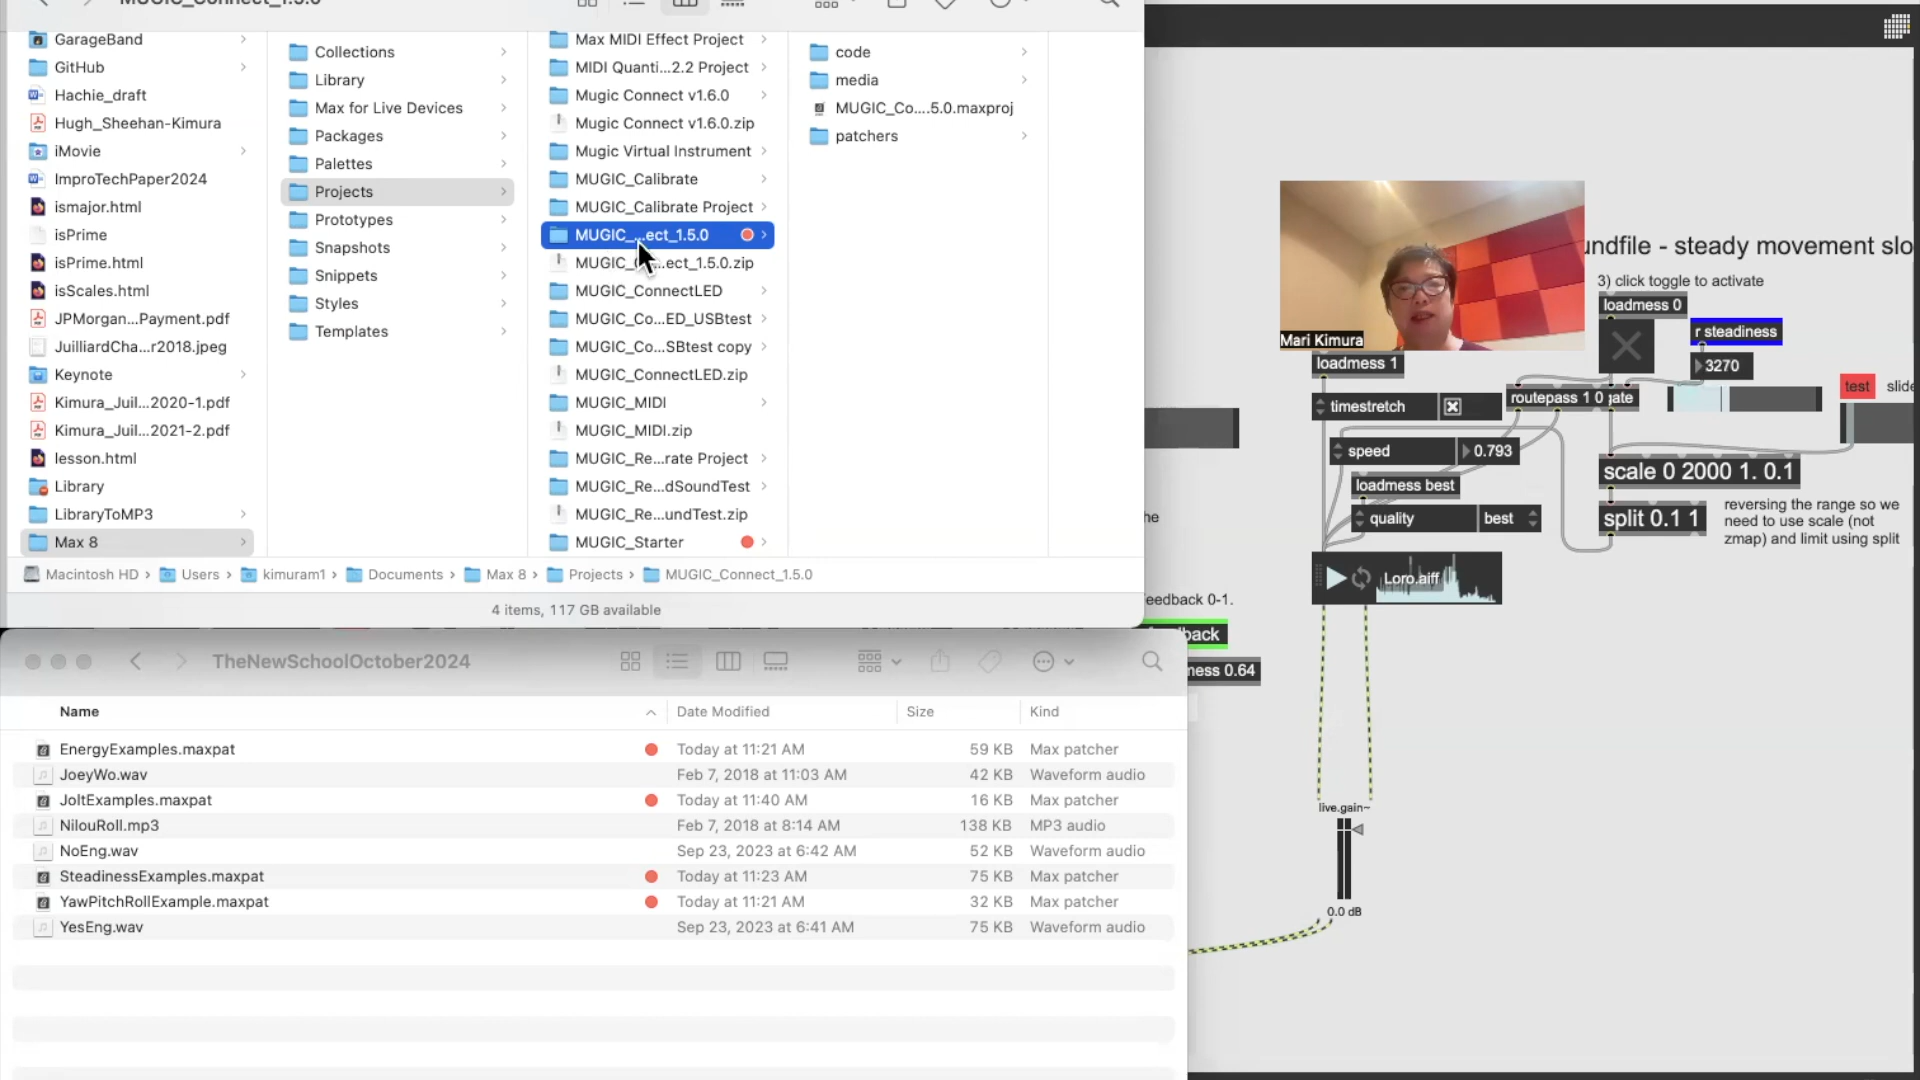 MUGIC_Connect_1.5.0
GarageBand
GitHub
Hachie_draft
Hugh_Sheehan-Kimura
iMovie
ImproTechPaper2024
ismajor.html
isPrime
isPrime.html
isScales.html
JPMorgan...Payment.pdf
JuilliardCha...r2018.jpeg
Keynote
Kimura_Juil...2020-1.pdf
Kimura_Juil...2021-2.pdf
lesson.html
Library
LibraryToMP3
Max 8
Collections
Library
Max for Live Devices
Packages
Palettes
Projects
Prototypes
Snapshots
Snippets
Styles
Templates
Max MIDI Effect Project
MIDI Quanti...2.2 Project
Mugic Connect v1.6.0
Mugic Connect v1.6.0.zip
Mugic Virtual Instrument
MUGIC_Calibrate
MUGIC_Calibrate Project
MUGIC_...ect_1.5.0
MUGIC_ ...ect_1.5.0.zip
MUGIC_ConnectLED
MUGIC_Co...ED_USBtest
MUGIC_Co...SBtest copy
MUGIC_ConnectLED.zip
MUGIC_MIDI
MUGIC_MIDI.zip
MUGIC_Re...rate Project
MUGIC_Re...dSoundTest
MUGIC_Re...undTest.zip
MUGIC_Starter
code
media
MUGIC_Co....5.0.maxproj
patchers
Macintosh HD › Users › kimuram1 › Documents › Max 8 › Projects › MUGIC_Connect_1.5.0
4 items, 117 GB available
TheNewSchoolOctober2024
Name Date Modified Size Kind
EnergyExamples.maxpat Today at 11:21 AM 59 KB Max patcher
JoeyWo.wav Feb 7, 2018 at 11:03 AM 42 KB Waveform audio
JoltExamples.maxpat Today at 11:40 AM 16 KB Max patcher
NilouRoll.mp3 Feb 7, 2018 at 8:14 AM 138 KB MP3 audio
NoEng.wav Sep 23, 2023 at 6:42 AM 52 KB Waveform audio
SteadinessExamples.maxpat Today at 11:23 AM 75 KB Max patcher
YawPitchRollExample.maxpat Today at 11:21 AM 32 KB Max patcher
YesEng.wav Sep 23, 2023 at 6:41 AM 75 KB Waveform audio
undfile - steady movement slo
3) click toggle to activate
loadmess 0
r steadiness
3270
Mari Kimura
loadmess 1
timestretch
routepass 1 0 gate
test slide
speed 0.793
loadmess best
quality best
scale 0 2000 1. 0.1
split 0.1 1
reversing the range so we
need to use scale (not
zmap) and limit using split
Loro.aiff
he
eedback 0-1.
back
ness 0.64
live.gain~
0.0 dB